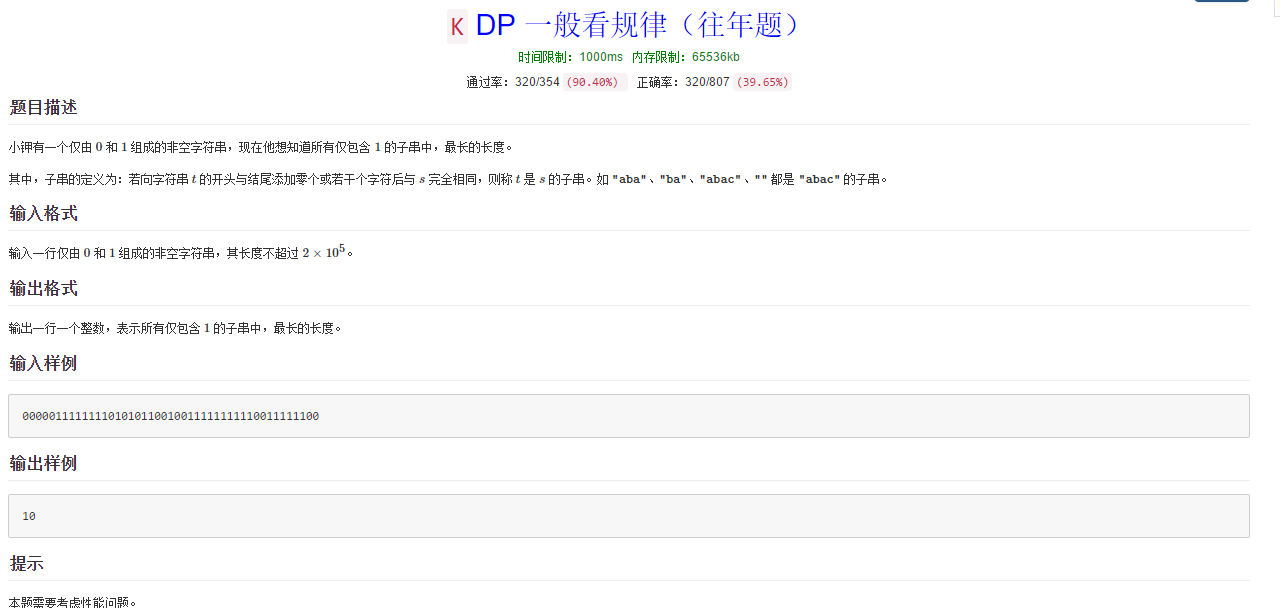 K DP 一般看规律（往年题）
时间限制：1000ms 内存限制：65536kb
通过率：320/354 (90.40%) 正确率：320/807 (39.65%)
题目描述
小钾有一个仅由 0 和 1 组成的非空字符串，现在他想知道所有仅包含 1 的子串中，最长的长度。
其中，子串的定义为：若向字符串 t 的开头与结尾添加零个或若干个字符后与 s 完全相同，则称 t 是 s 的子串。如 "aba"、"ba"、"abac"、"" 都是 "abac" 的子串。
输入格式
输入一行仅由 0 和 1 组成的非空字符串，其长度不超过 2 × 10^5。
输出格式
输出一行一个整数，表示所有仅包含 1 的子串中，最长的长度。
输入样例
000001111111101010110010011111111110011111100
输出样例
10
提示
本题需要考虑性能问题。